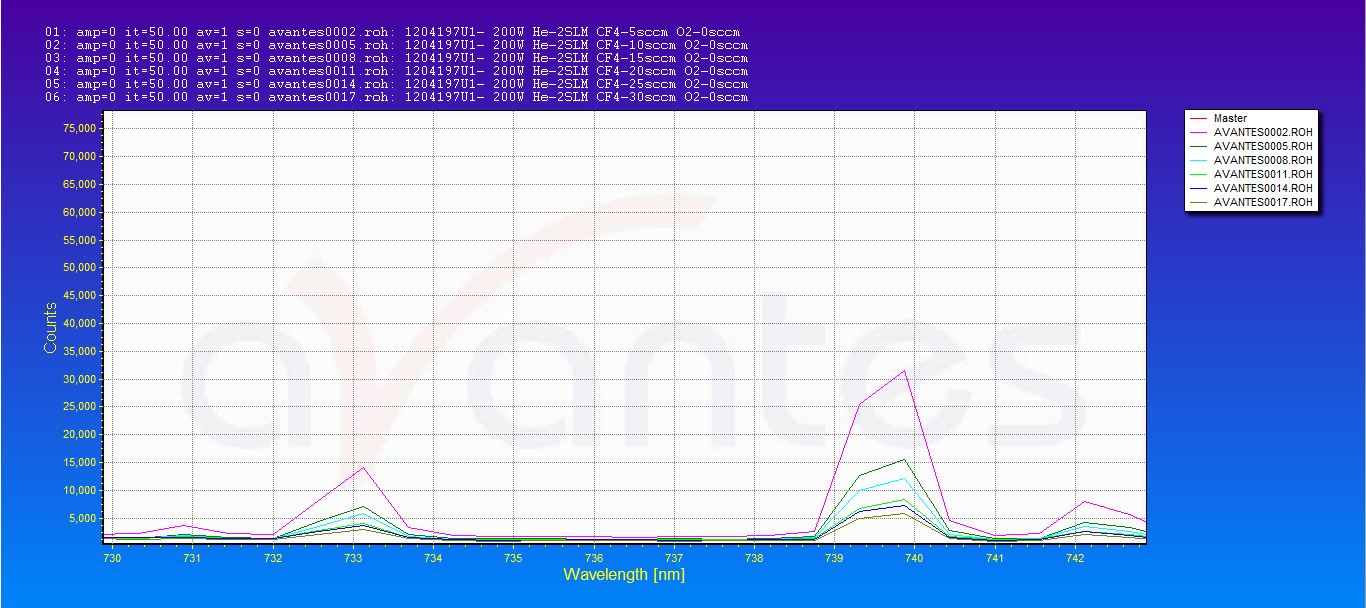 01: amp=0 it=50.00 av=1 s=0 avantes0002.roh: 1204197U1- 200W He-2SLM CF4-5sccm O2-0sccm
02: amp=0 it=50.00 av=1 s=0 avantes0005.roh: 1204197U1- 200W He-2SLM CF4-10sccm O2-0sccm
03: amp=0 it=50.00 av=1 s=0 avantes0008.roh: 1204197U1- 200W He-2SLM CF4-15sccm O2-0sccm
04: amp=0 it=50.00 av=1 s=0 avantes0011.roh: 1204197U1- 200W He-2SLM CF4-20sccm O2-0sccm
05: amp=0 it=50.00 av=1 s=0 avantes0014.roh: 1204197U1- 200W He-2SLM CF4-25sccm O2-0sccm
06: amp=0 it=50.00 av=1 s=0 avantes0017.roh: 1204197U1- 200W He-2SLM CF4-30sccm O2-0sccm
Master
AVANTES0002.ROH
AVANTES0005.ROH
AVANTES0008.ROH
AVANTES0011.ROH
AVANTES0014.ROH
AVANTES0017.ROH
75,000
70,000
65,000
60,000
55,000
50,000
45,000
40,000
35,000
30,000
25,000
20,000
15,000
10,000
5,000
Counts
avantes
730 731 732 733 734 735 736 737 738 739 740 741 742
Wavelength [nm]